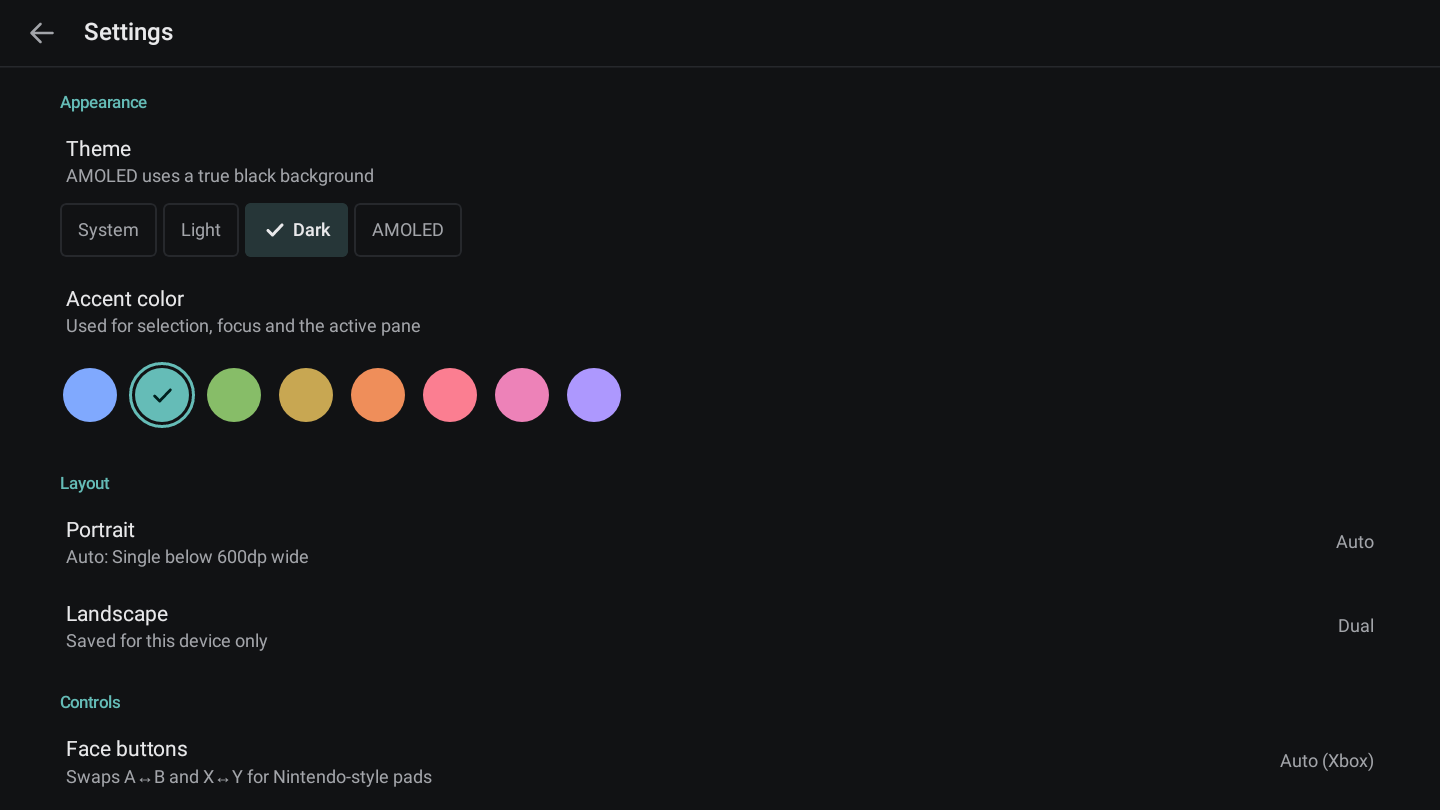 Settings
Appearance
Theme
AMOLED uses a true black background
System
Light
Dark
AMOLED
Accent color
Used for selection, focus and the active pane
Layout
Portrait
Auto: Single below 600dp wide
Auto
Landscape
Saved for this device only
Dual
Controls
Face buttons
Swaps A↔B and X↔Y for Nintendo-style pads
Auto (Xbox)